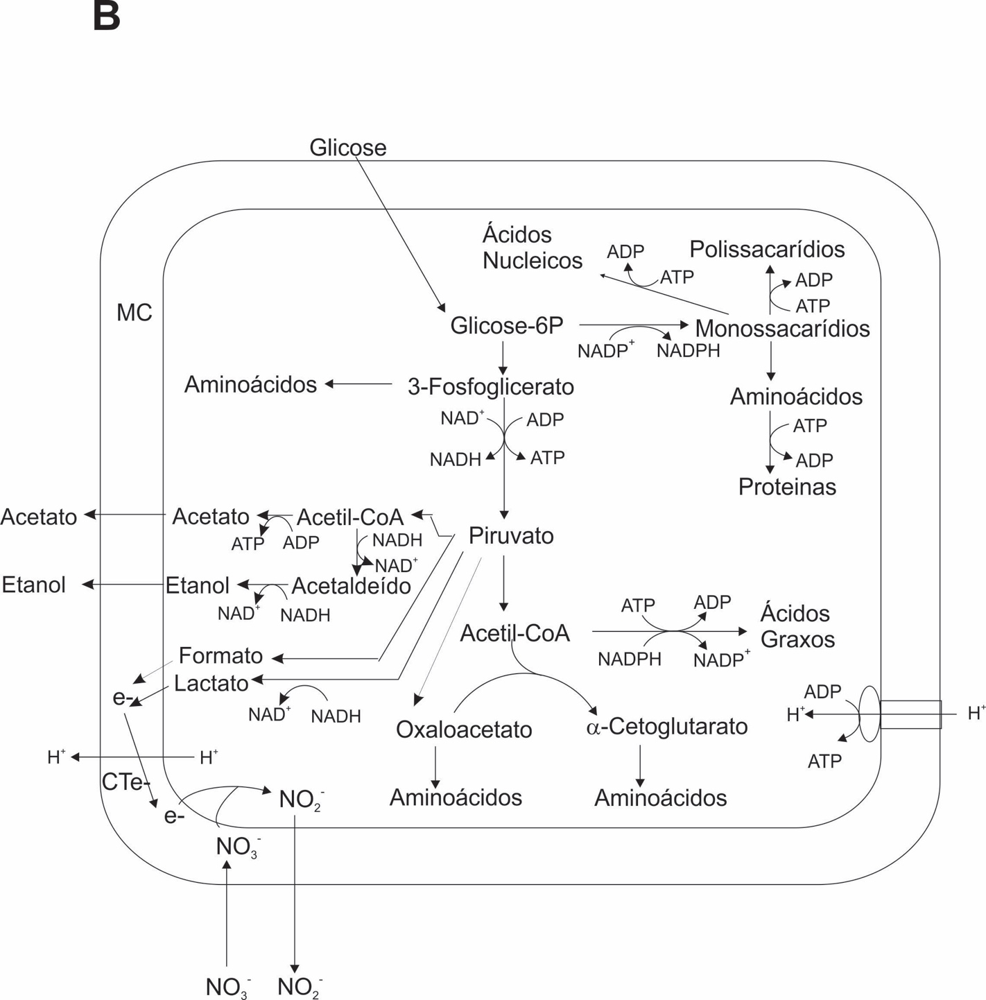 B
Glicose
Ácidos
Nucleicos
ADP
ATP
Polissacarídios
ADP
ATP
MC
Glicose-6P
NADP⁺
NADPH
Monossacarídios
Aminoácidos
3-Fosfoglicerato
Aminoácidos
NAD⁺
ADP
NADH
ATP
ATP
ADP
Proteinas
Acetato
Acetato
Acetil-CoA
Piruvato
ATP
ADP
NADH
NAD⁺
Etanol
Etanol
Acetaldeído
NAD⁺
NADH
Acetil-CoA
ATP
ADP
NADPH
NADP⁺
Ácidos
Graxos
Formato
Lactato
e-
NAD⁺
NADH
Oxaloacetato
α-Cetoglutarato
ADP
H⁺
H⁺
ATP
H⁺
H⁺
CTe-
e-
NO₂⁻
Aminoácidos
Aminoácidos
NO₃⁻
NO₃⁻
NO₂⁻